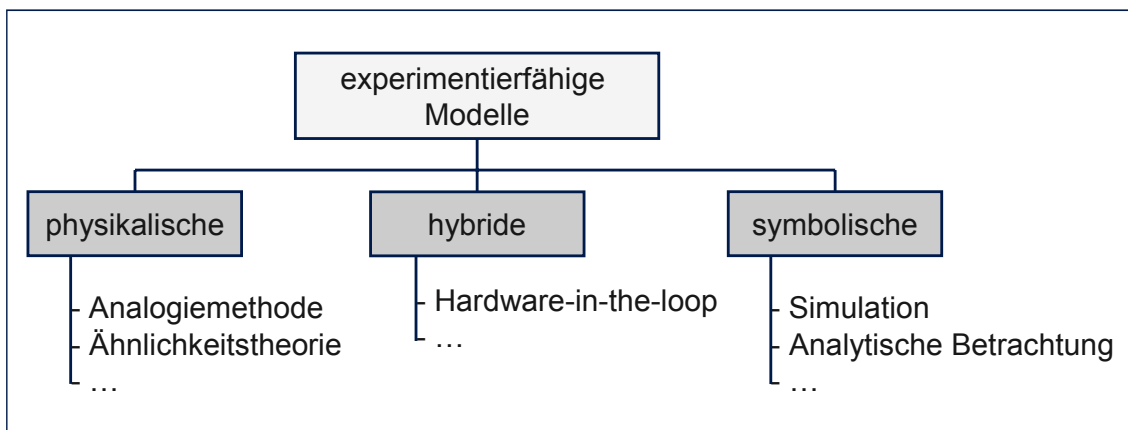 experimentierfähige
Modelle
physikalische
hybride
symbolische
- Analogiemethode
- Ähnlichkeitstheorie
- …
- Hardware-in-the-loop
- …
- Simulation
- Analytische Betrachtung
- …